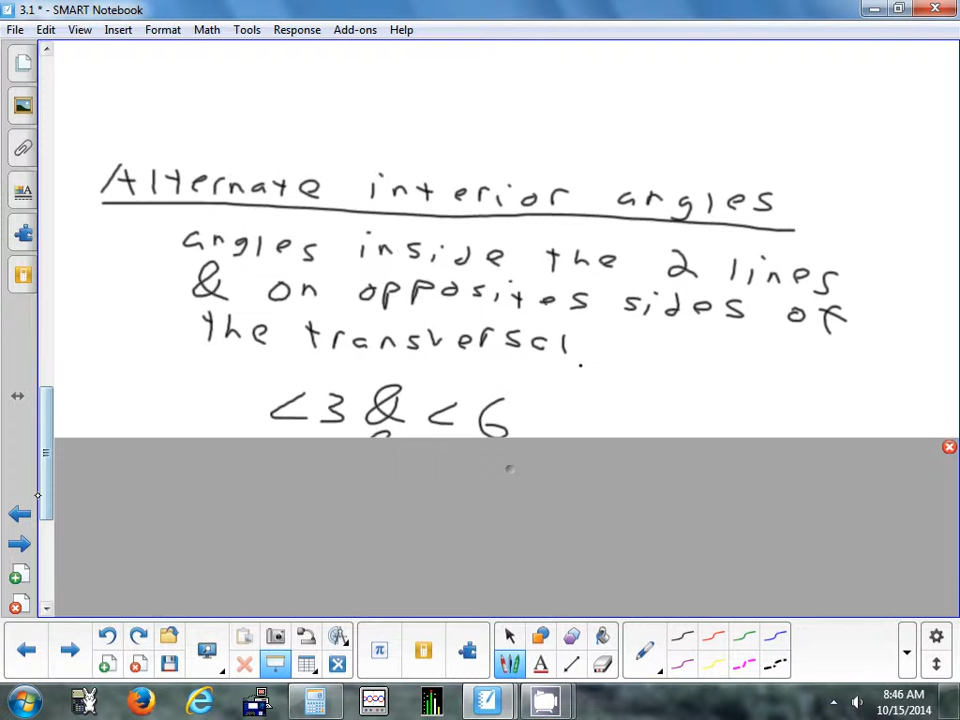 3.1 * - SMART Notebook
File Edit View Insert Format Math Tools Response Add-ons Help
Alternate interior angles
angles inside the 2 lines
& on opposites sides of
the transversal.
<3 & <6
8:46 AM
10/15/2014